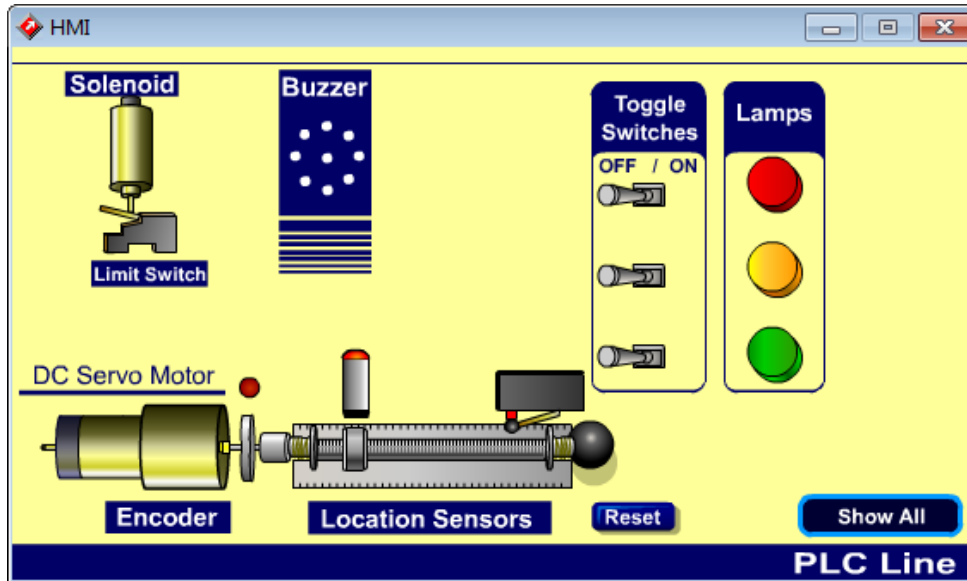 HMI
Solenoid
Buzzer
Toggle
Switches
OFF / ON
Lamps
Limit Switch
DC Servo Motor
Encoder
Location Sensors
Reset
Show All
PLC Line